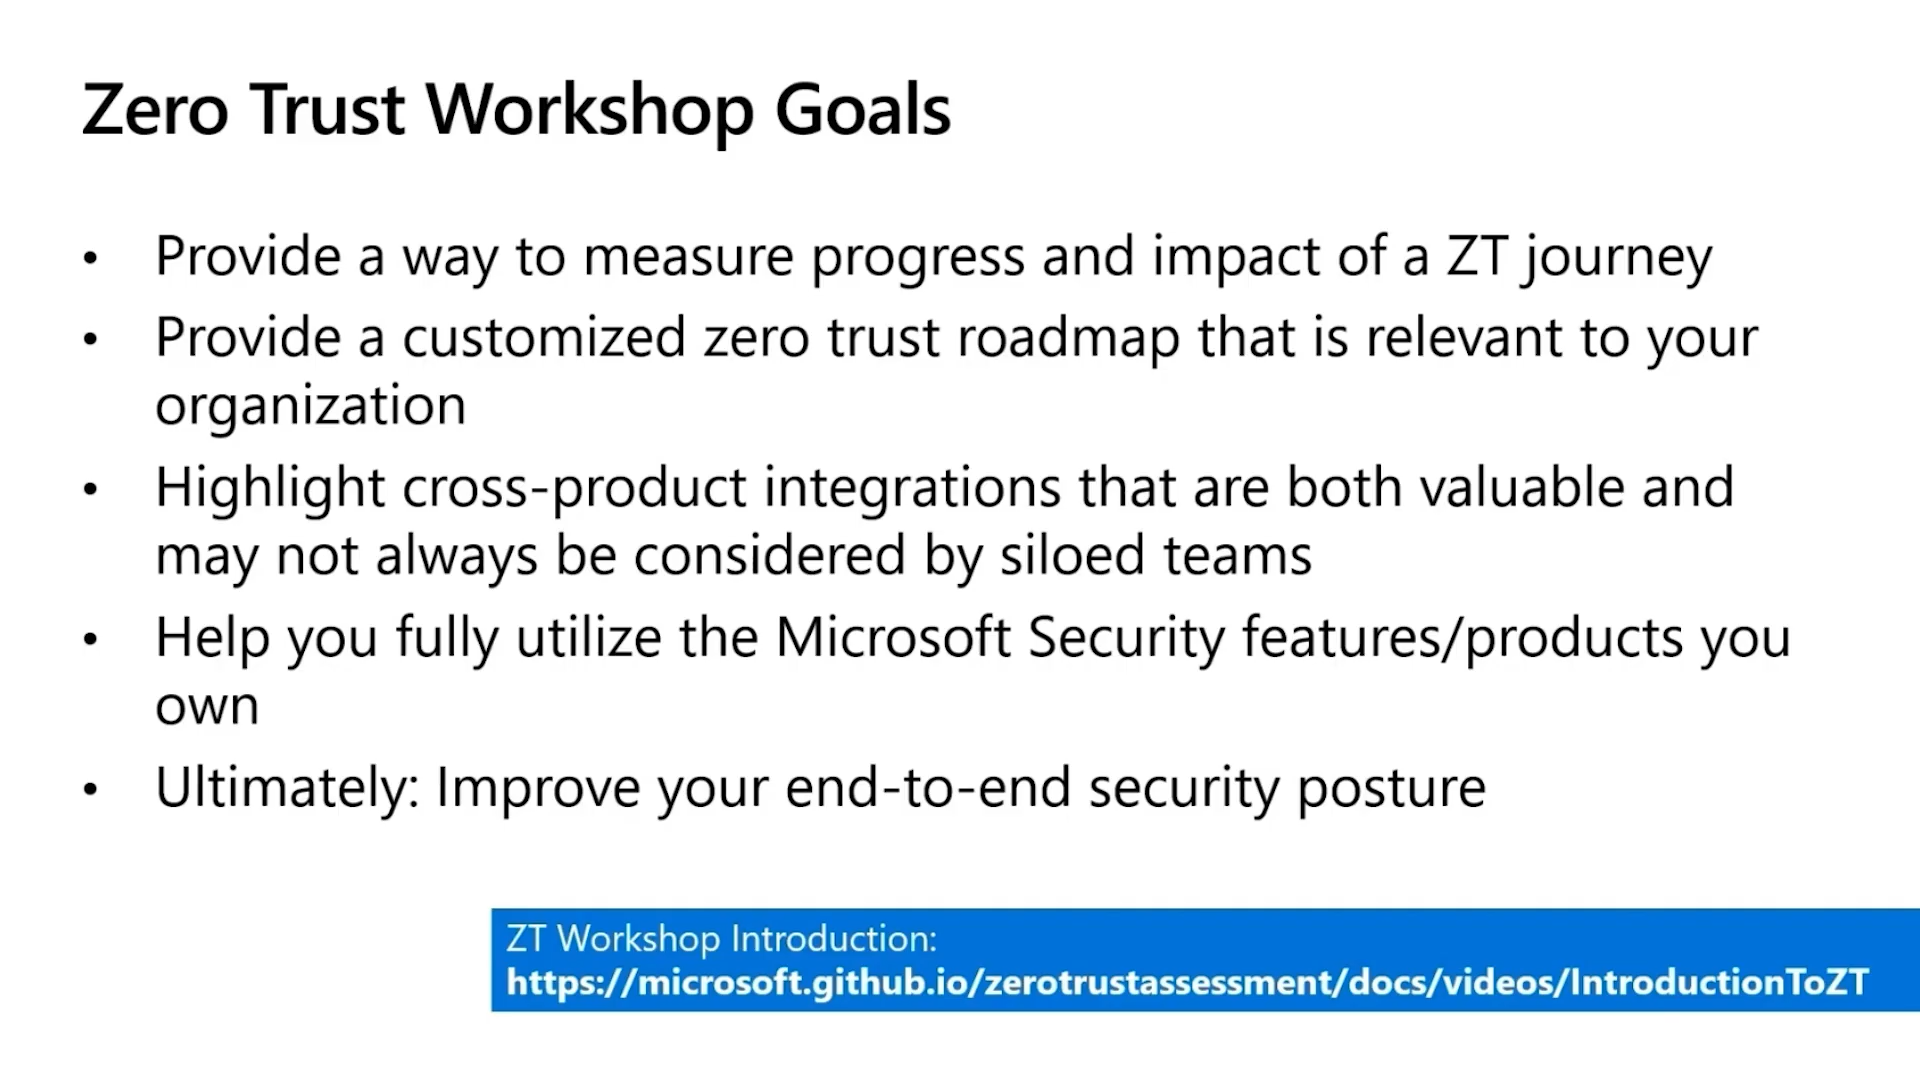 Zero Trust Workshop Goals
• Provide a way to measure progress and impact of a ZT journey
• Provide a customized zero trust roadmap that is relevant to your
organization
• Highlight cross-product integrations that are both valuable and
may not always be considered by siloed teams
• Help you fully utilize the Microsoft Security features/products you
own
• Ultimately: Improve your end-to-end security posture
ZT Workshop Introduction:
https://microsoft.github.io/zerotrustassessment/docs/videos/IntroductionToZT